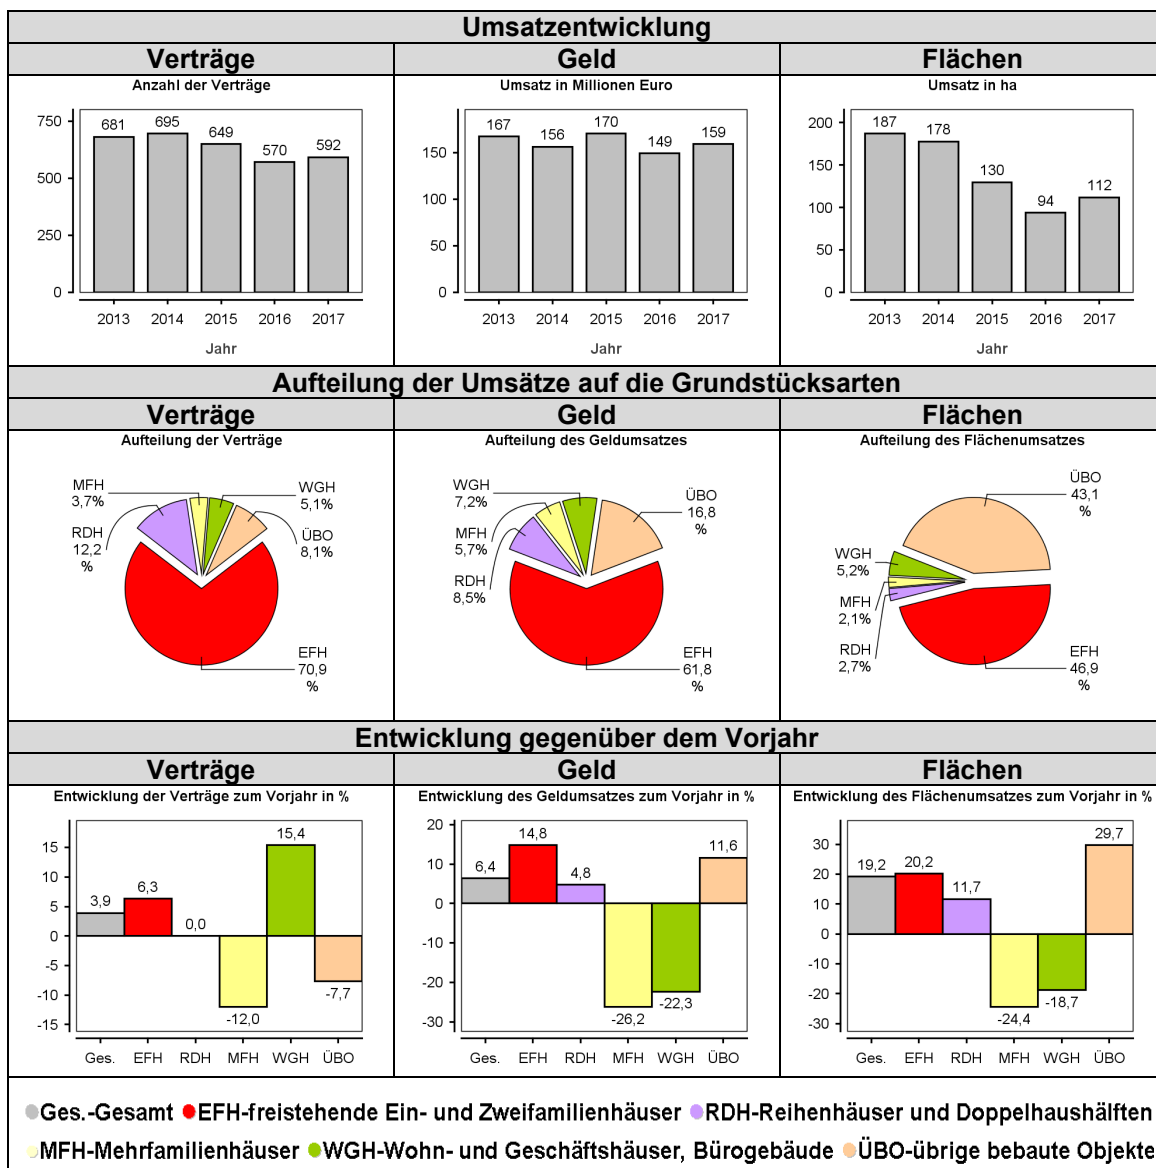 Umsatzentwicklung
Verträge Geld Flächen
Anzahl der Verträge
750
500
250
0
681 695 649 570 592
2013 2014 2015 2016 2017
Jahr
Umsatz in Millionen Euro
150
100
50
0
167 156 170 149 159
2013 2014 2015 2016 2017
Jahr
Umsatz in ha
200
150
100
50
0
187 178 130 94 112
2013 2014 2015 2016 2017
Jahr
Aufteilung der Umsätze auf die Grundstücksarten
Verträge Geld Flächen
Aufteilung der Verträge
MFH
3,7%
WGH
5,1%
RDH
12,2
%
ÜBO
8,1%
EFH
70,9
%
Aufteilung des Geldumsatzes
WGH
7,2%
ÜBO
16,8
%
MFH
5,7%
RDH
8,5%
EFH
61,8
%
Aufteilung des Flächenumsatzes
ÜBO
43,1
%
WGH
5,2%
MFH
2,1%
RDH
2,7%
EFH
46,9
%
Entwicklung gegenüber dem Vorjahr
Verträge Geld Flächen
Entwicklung der Verträge zum Vorjahr in %
15
10
5
0
-5
-10
-15
3,9 6,3 0,0 -12,0 15,4 -7,7
Ges. EFH RDH MFH WGH ÜBO
Entwicklung des Geldumsatzes zum Vorjahr in %
20
10
0
-10
-20
-30
6,4 14,8 4,8 -26,2 -22,3 11,6
Ges. EFH RDH MFH WGH ÜBO
Entwicklung des Flächenumsatzes zum Vorjahr in %
30
20
10
0
-10
-20
-30
19,2 20,2 11,7 -24,4 -18,7 29,7
Ges. EFH RDH MFH WGH ÜBO
Ges.-Gesamt EFH-freistehende Ein- und Zweifamilienhäuser RDH-Reihenhäuser und Doppelhaushälften
MFH-Mehrfamilienhäuser WGH-Wohn- und Geschäftshäuser, Bürogebäude ÜBO-übrige bebaute Objekte